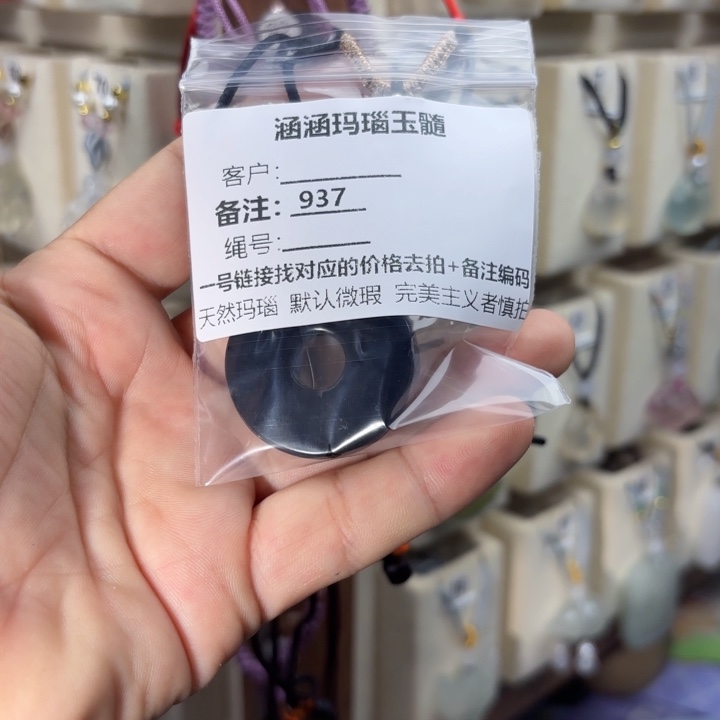 涵涵玛瑙玉髓
客户:
备注: 937
绳号:
一号链接找对应的价格去拍+备注编码
天然玛瑙 默认微瑕 完美主义者慎拍